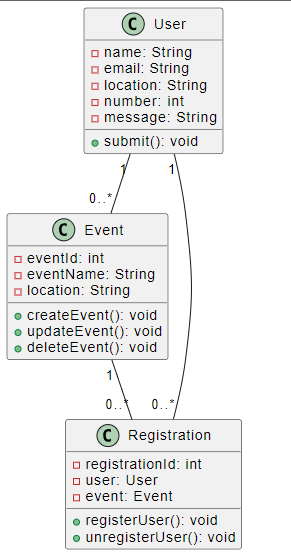 C User
name: String
email: String
location: String
number: int
message: String
submit(): void
1
1
0..*
C Event
eventId: int
eventName: String
location: String
createEvent(): void
updateEvent(): void
deleteEvent(): void
1
0..*
0..*
C Registration
registrationId: int
user: User
event: Event
registerUser(): void
unregisterUser(): void